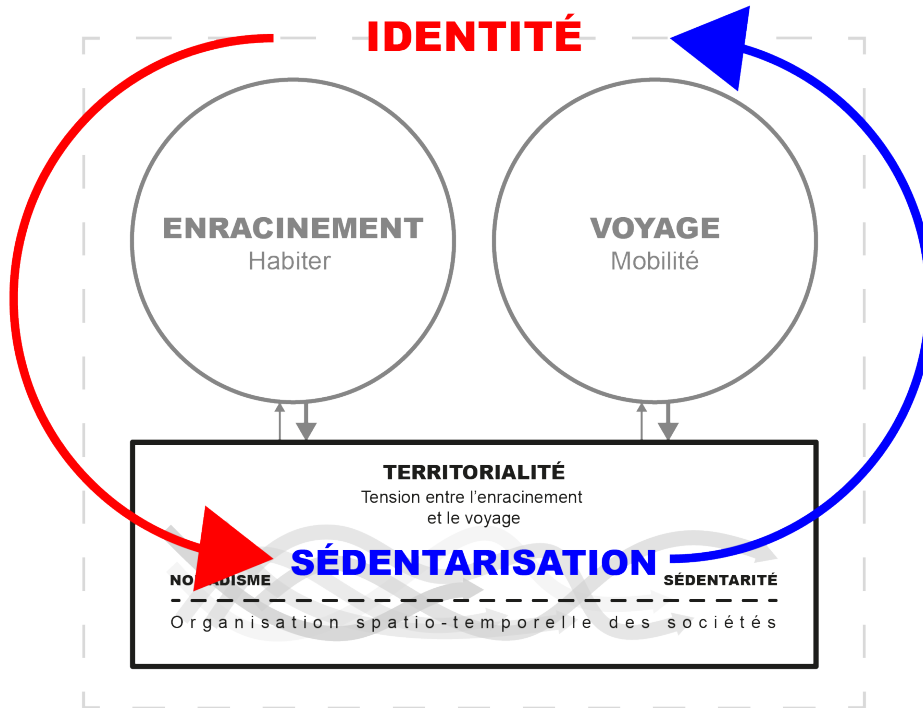 IDENTITÉ
ENRACINEMENT
Habiter
VOYAGE
Mobilité
TERRITORIALITÉ
Tension entre l'enracinement
et le voyage
SÉDENTARISATION
NOMADISME
SÉDENTARITÉ
Organisation spatio-temporelle des sociétés